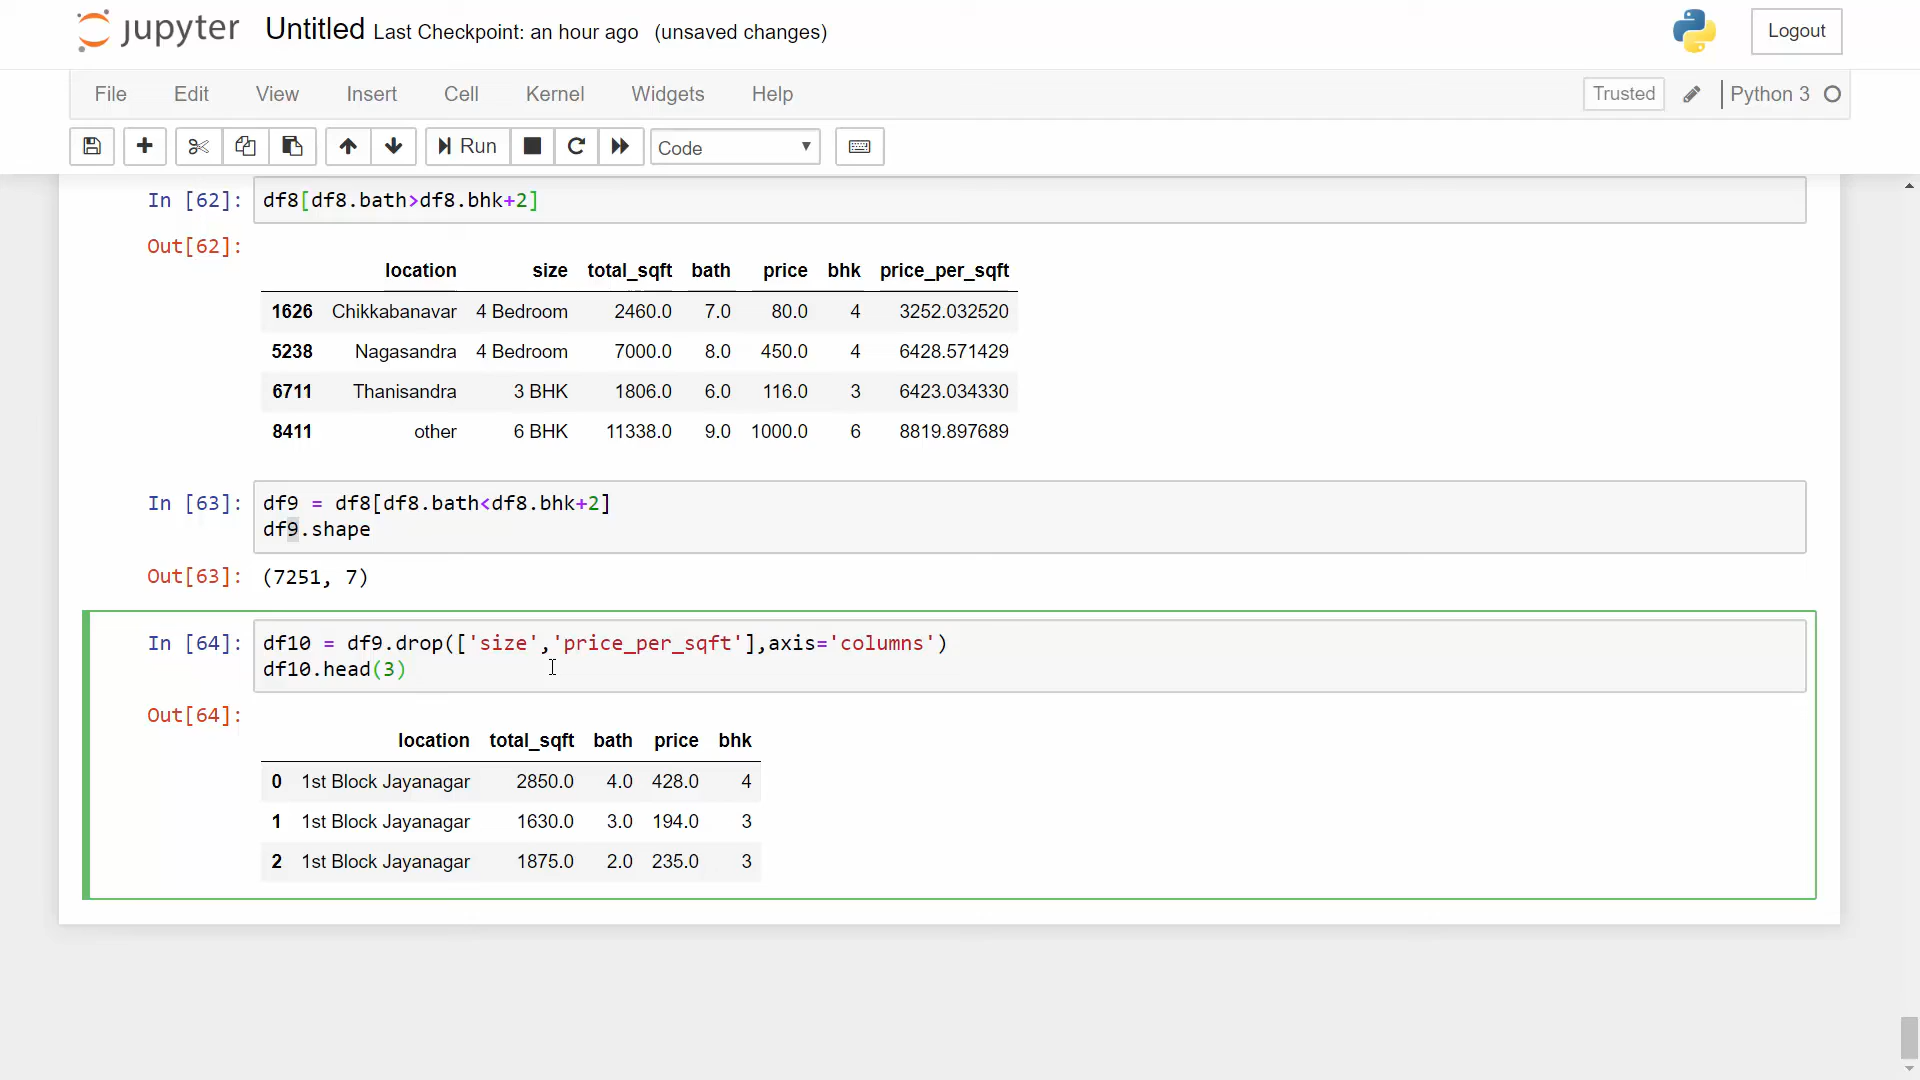 jupyter Untitled Last Checkpoint: an hour ago (unsaved changes) Logout
File Edit View Insert Cell Kernel Widgets Help Trusted Python 3
Run Code
In [62]: df8[df8.bath>df8.bhk+2]
Out[62]:
location size total_sqft bath price bhk price_per_sqft
1626 Chikkabanavar 4 Bedroom 2460.0 7.0 80.0 4 3252.032520
5238 Nagasandra 4 Bedroom 7000.0 8.0 450.0 4 6428.571429
6711 Thanisandra 3 BHK 1806.0 6.0 116.0 3 6423.034330
8411 other 6 BHK 11338.0 9.0 1000.0 6 8819.897689
In [63]: df9 = df8[df8.bath<df8.bhk+2]
df9.shape
Out[63]: (7251, 7)
In [64]: df10 = df9.drop(['size','price_per_sqft'],axis='columns')
df10.head(3)
Out[64]:
location total_sqft bath price bhk
0 1st Block Jayanagar 2850.0 4.0 428.0 4
1 1st Block Jayanagar 1630.0 3.0 194.0 3
2 1st Block Jayanagar 1875.0 2.0 235.0 3